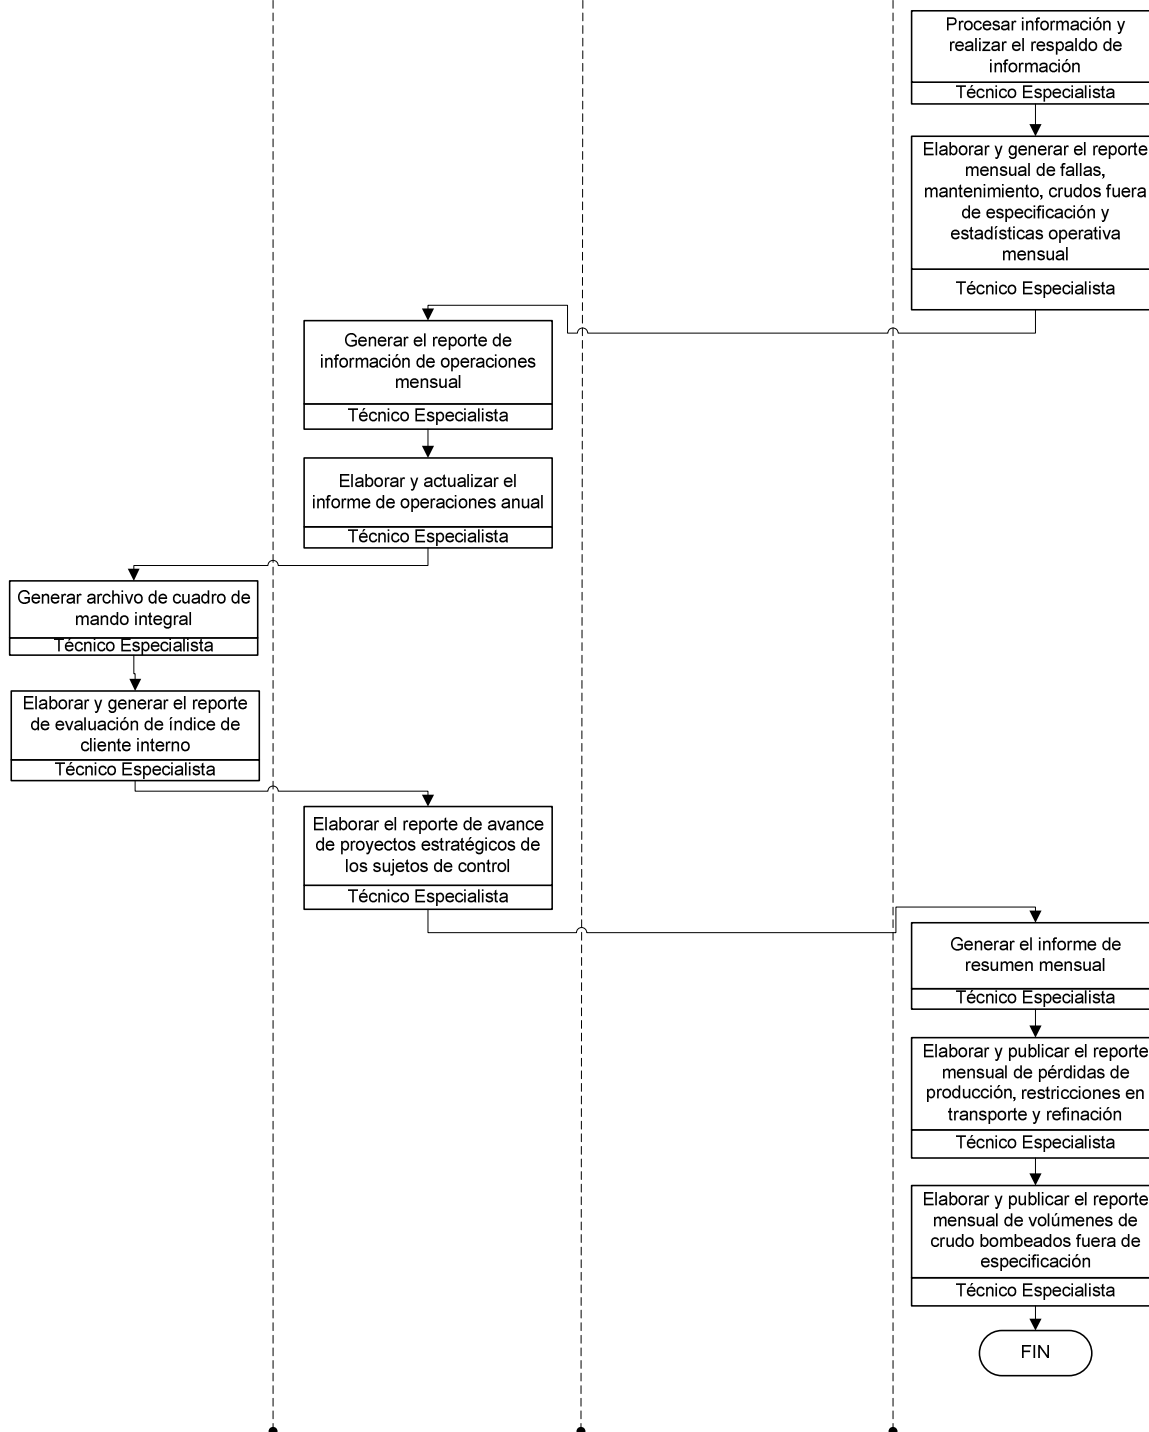 Procesar información y
realizar el respaldo de
información
Técnico Especialista
Elaborar y generar el reporte
mensual de fallas,
mantenimiento, crudos fuera
de especificación y
estadísticas operativa
mensual
Técnico Especialista
Generar el reporte de
información de operaciones
mensual
Técnico Especialista
Elaborar y actualizar el
informe de operaciones anual
Técnico Especialista
Generar archivo de cuadro de
mando integral
Técnico Especialista
Elaborar y generar el reporte
de evaluación de índice de
cliente interno
Técnico Especialista
Elaborar el reporte de avance
de proyectos estratégicos de
los sujetos de control
Técnico Especialista
Generar el informe de
resumen mensual
Técnico Especialista
Elaborar y publicar el reporte
mensual de pérdidas de
producción, restricciones en
transporte y refinación
Técnico Especialista
Elaborar y publicar el reporte
mensual de volúmenes de
crudo bombeados fuera de
especificación
Técnico Especialista
FIN